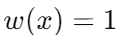 w(x) = 1